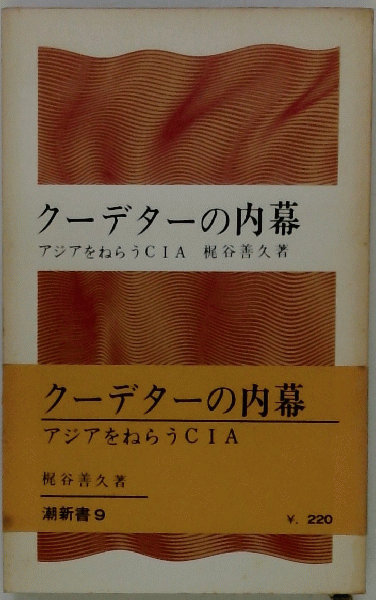 クーデターの内幕
アジアをねらうCIA 梶谷善久著
クーデターの内幕
アジアをねらうCIA
梶谷善久著
潮新書9
¥. 220